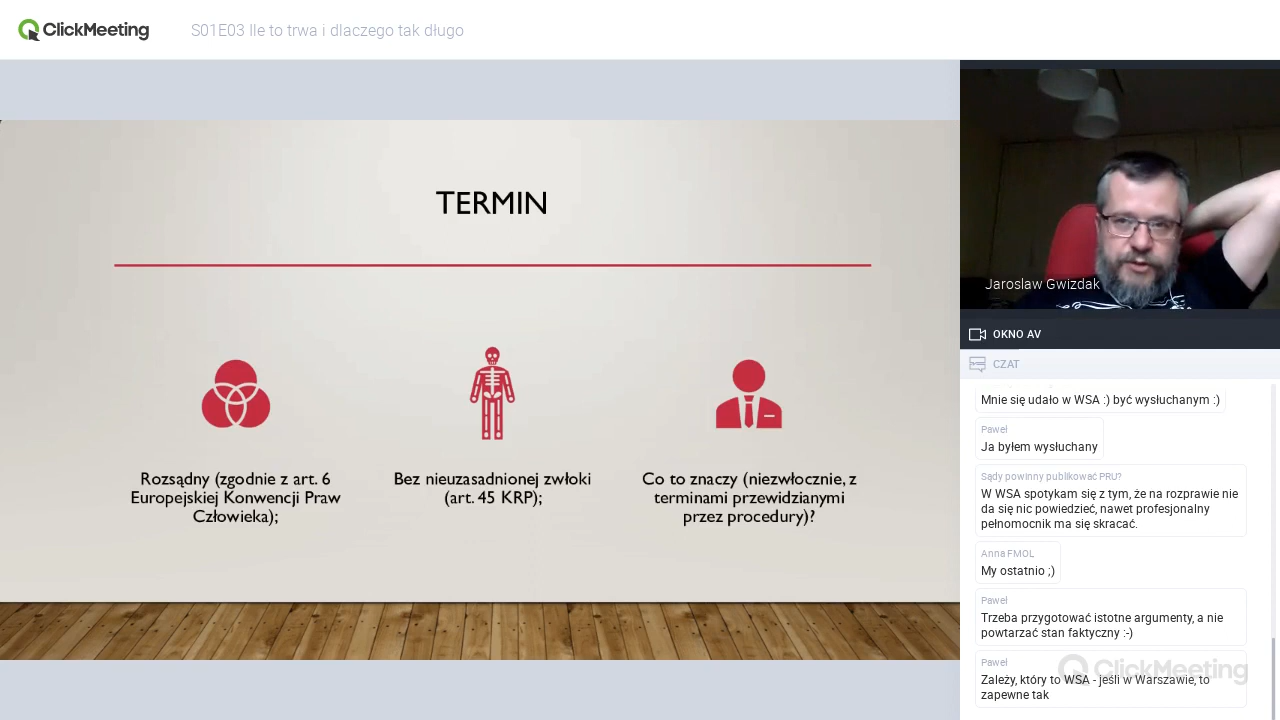 ClickMeeting
S01E03 Ile to trwa i dlaczego tak długo
TERMIN
Rozsądny (zgodnie z art. 6
Europejskiej Konwencji Praw
Człowieka);
Bez nieuzasadnionej zwłoki
(art. 45 KRP);
Co to znaczy (niezwłocznie, z
terminami przewidzianymi
przez procedury)?
Jaroslaw Gwizdak
OKNO AV
CZAT
Mnie się udało w WSA :) być wysłuchanym :)
Paweł
Ja byłem wysłuchany
Sądy powinny publikować PRU?
W WSA spotykam się z tym, że na rozprawie nie
da się nic powiedzieć, nawet profesjonalny
pełnomocnik ma się skracać.
Anna FMOL
My ostatnio ;)
Paweł
Trzeba przygotować istotne argumenty, a nie
powtarzać stan faktyczny :-)
Paweł
Zależy, który to WSA - jeśli w Warszawie, to
zapewne tak
ClickMeeting